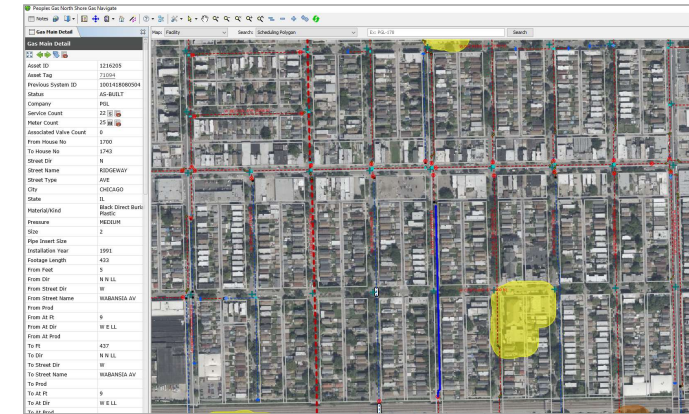 Peoples Gas North Shore Gas Navigate
Notes
Gas Main Detail
Map: Facility Search: Scheduling Polygon Ex: PGL-178 Search
Gas Main Detail
Asset ID 1216205
Asset Tag 71094
Previous System ID 1001418080504
Status AS-BUILT
Company PGL
Service Count 22
Meter Count 25
Associated Valve Count 0
From House No 1700
To House No 1743
Street Dir N
Street Name RIDGEWAY
Street Type AVE
City CHICAGO
State IL
Material/Kind Black Direct Buria
Plastic
Pressure MEDIUM
Size 2
Pipe Insert Size
Installation Year 1991
Footage Length 433
From Feet 5
From Dir N N LL
From Street Dir W
From Street Name WABANSIA AV
From Prod
From At Ft 9
From At Dir W E LL
From At Prod
To Ft 437
To Dir N N LL
To Street Dir W
To Street Name WABANSIA AV
To Prod
To At Ft 9
To At Dir W E LL
To At Prod